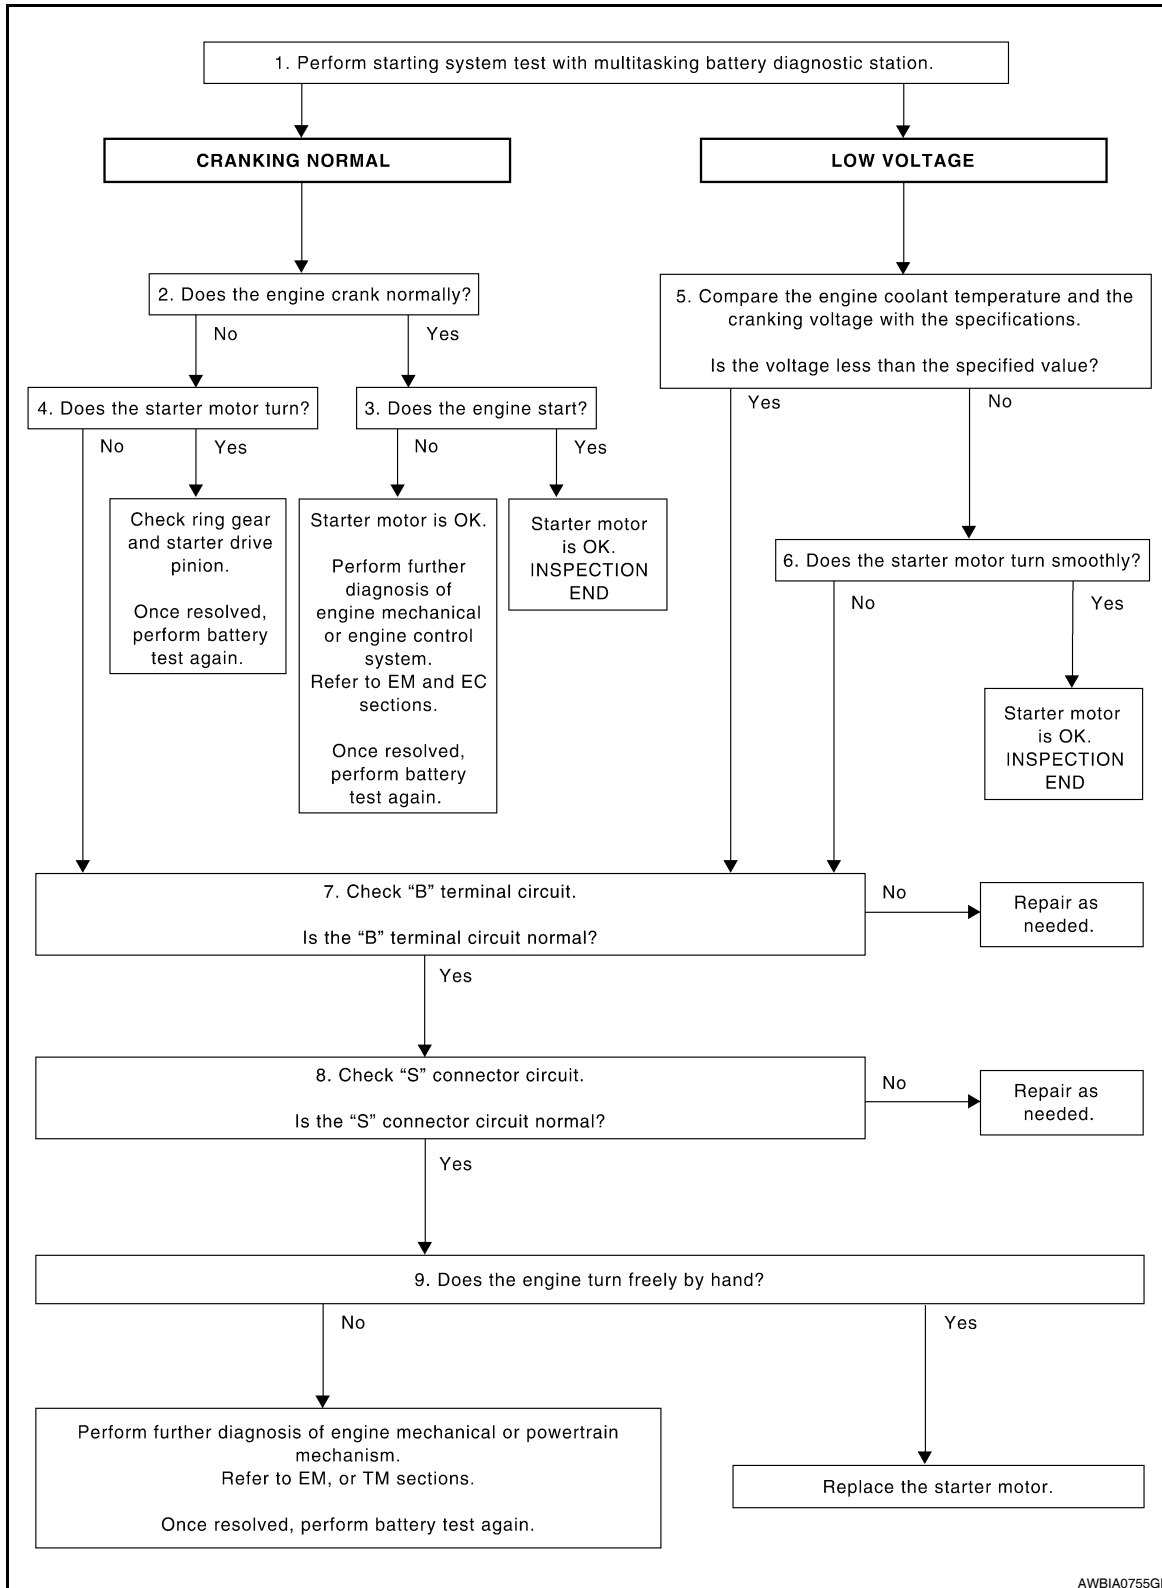 1. Perform starting system test with multitasking battery diagnostic station.
CRANKING NORMAL
LOW VOLTAGE
2. Does the engine crank normally?
No
Yes
5. Compare the engine coolant temperature and the
cranking voltage with the specifications.
Is the voltage less than the specified value?
Yes
No
4. Does the starter motor turn?
No
Yes
3. Does the engine start?
No
Yes
Check ring gear
and starter drive
pinion.
Once resolved,
perform battery
test again.
Starter motor is OK.
Perform further
diagnosis of
engine mechanical
or engine control
system.
Refer to EM and EC
sections.
Once resolved,
perform battery
test again.
Starter motor
is OK.
INSPECTION
END
6. Does the starter motor turn smoothly?
No
Yes
Starter motor
is OK.
INSPECTION
END
7. Check “B” terminal circuit.
Is the “B” terminal circuit normal?
No
Repair as
needed.
Yes
8. Check “S” connector circuit.
Is the “S” connector circuit normal?
No
Repair as
needed.
Yes
9. Does the engine turn freely by hand?
No
Yes
Perform further diagnosis of engine mechanical or powertrain
mechanism.
Refer to EM, or TM sections.
Once resolved, perform battery test again.
Replace the starter motor.